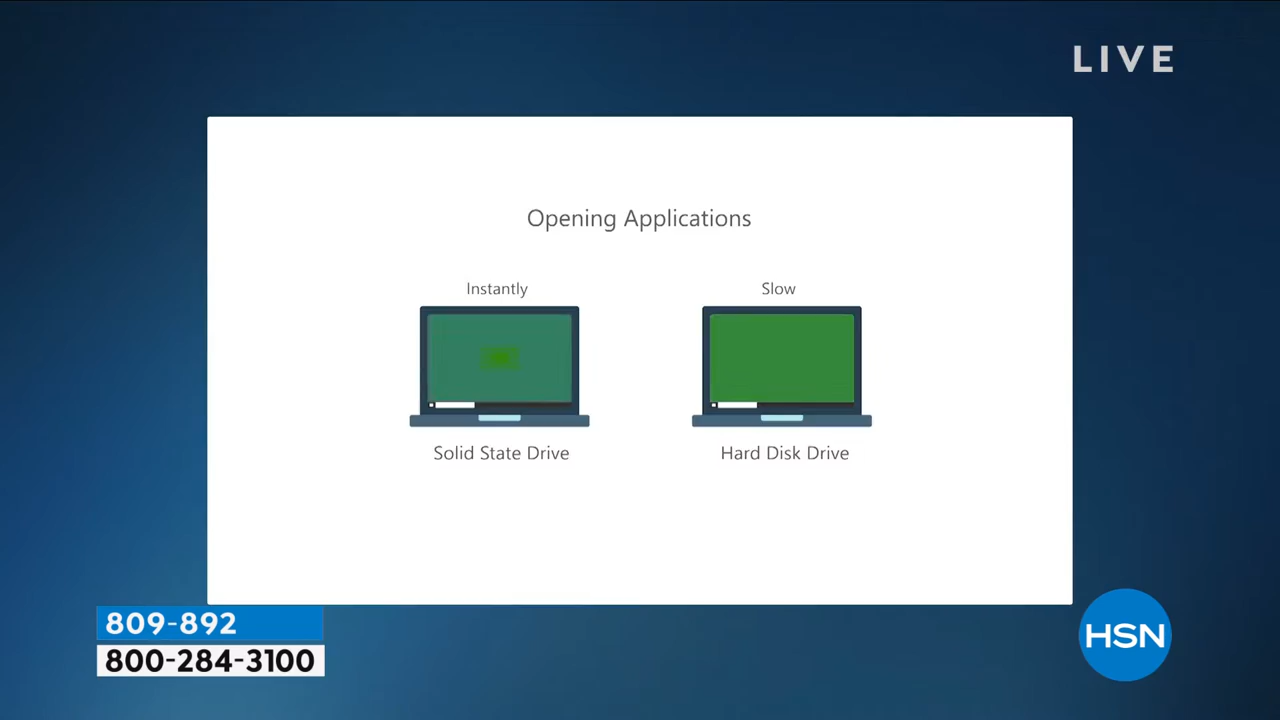 LIVE
Opening Applications
Instantly
Slow
Solid State Drive
Hard Disk Drive
809-892
800-284-3100
HSN